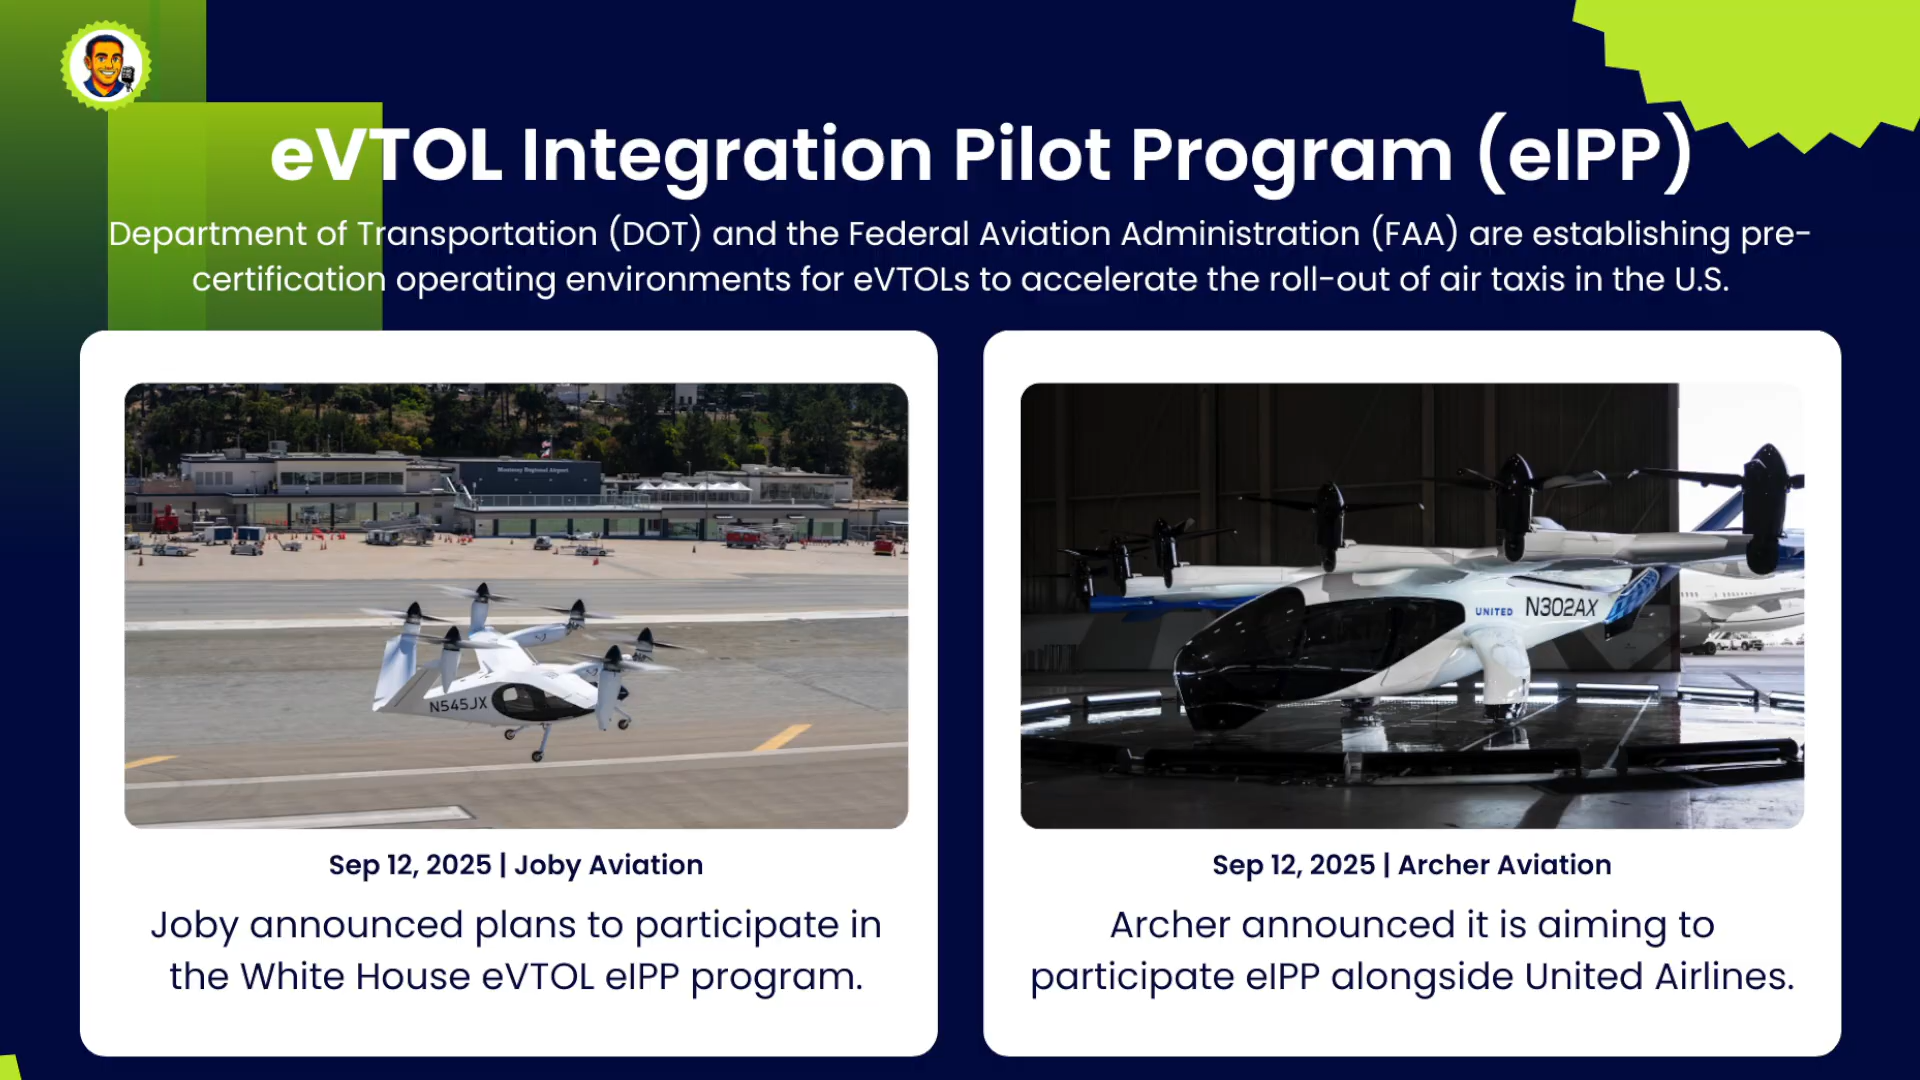 eVTOL Integration Pilot Program (eIPP)
Department of Transportation (DOT) and the Federal Aviation Administration (FAA) are establishing pre-
certification operating environments for eVTOLs to accelerate the roll-out of air taxis in the U.S.
Monterey Regional Airport
N545JX
UNITED N302AX
Sep 12, 2025 | Joby Aviation
Joby announced plans to participate in
the White House eVTOL eIPP program.
Sep 12, 2025 | Archer Aviation
Archer announced it is aiming to
participate eIPP alongside United Airlines.